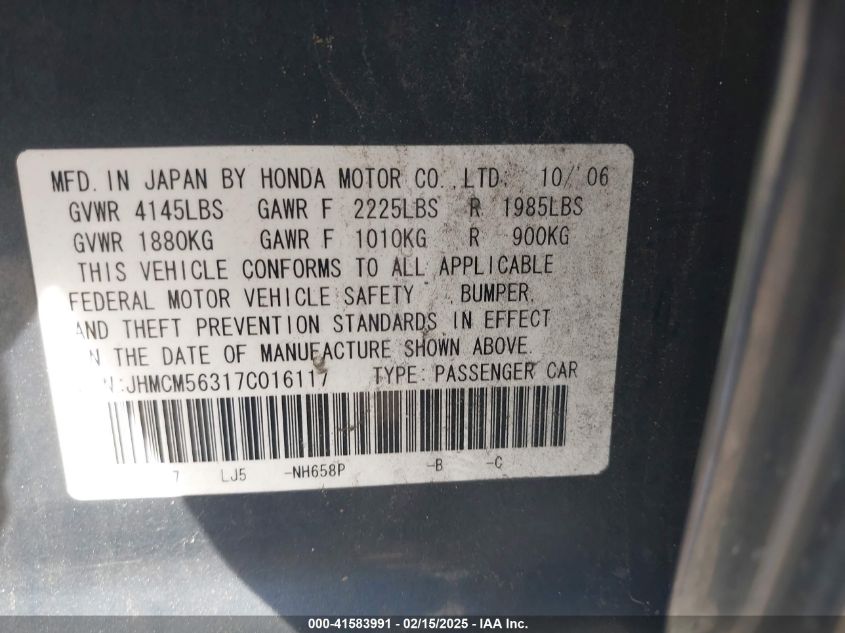 MFD. IN JAPAN BY HONDA MOTOR CO., LTD. 10/'06
GVWR 4145LBS GAWR F 2225LBS R 1985LBS
GVWR 1880KG GAWR F 1010KG R 900KG
THIS VEHICLE CONFORMS TO ALL APPLICABLE
FEDERAL MOTOR VEHICLE SAFETY, BUMPER,
AND THEFT PREVENTION STANDARDS IN EFFECT
THE DATE OF MANUFACTURE SHOWN ABOVE.
:JHMCM56317C016117 TYPE: PASSENGER CAR
7 LJ5 -NH658P -B -C
000-41583991 - 02/15/2025 - IAA Inc.